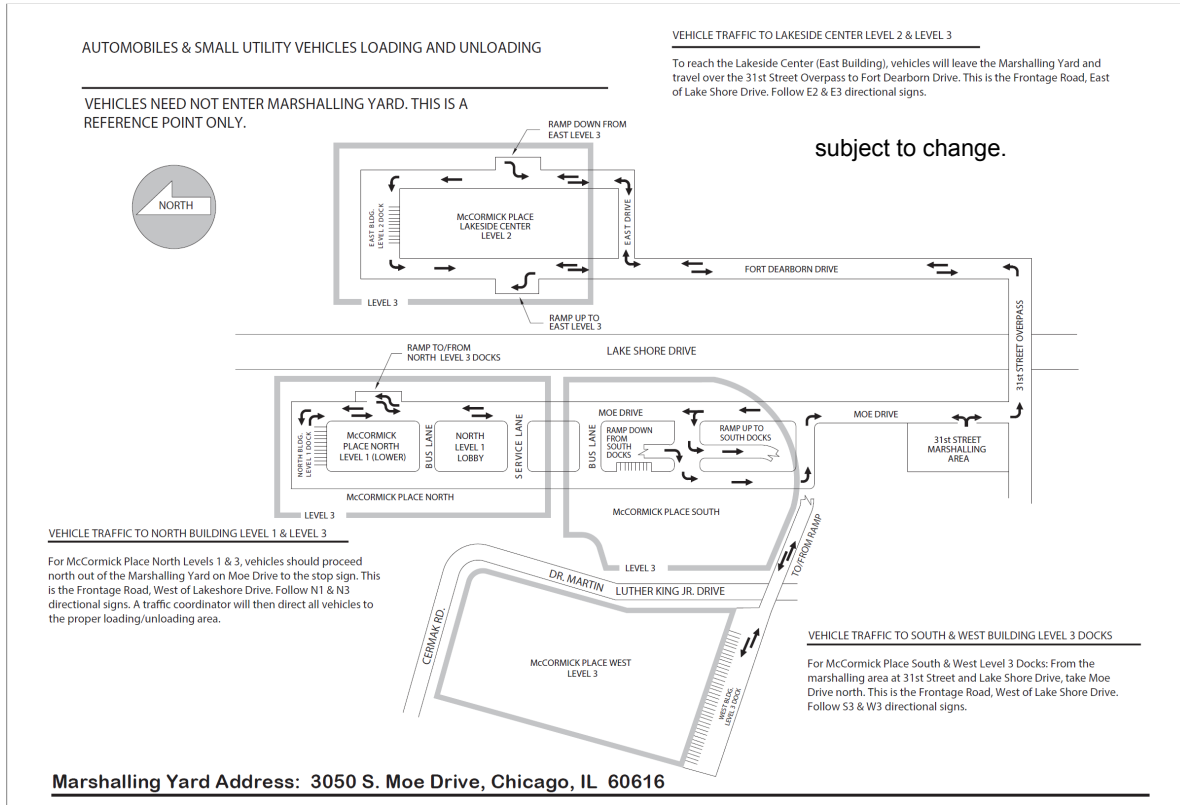 AUTOMOBILES & SMALL UTILITY VEHICLES LOADING AND UNLOADING
VEHICLES NEED NOT ENTER MARSHALLING YARD. THIS IS A
REFERENCE POINT ONLY.
VEHICLE TRAFFIC TO LAKESIDE CENTER LEVEL 2 & LEVEL 3
To reach the Lakeside Center (East Building), vehicles will leave the Marshalling Yard and
travel over the 31st Street Overpass to Fort Dearborn Drive. This is the Frontage Road, East
of Lake Shore Drive. Follow E2 & E3 directional signs.
subject to change.
NORTH
RAMP DOWN FROM
EAST LEVEL 3
EAST BLDG.
LEVEL 2 DOCK
McCORMICK PLACE
LAKESIDE CENTER
LEVEL 2
EAST DRIVE
FORT DEARBORN DRIVE
LEVEL 3
RAMP UP TO
EAST LEVEL 3
31st STREET OVERPASS
RAMP TO/FROM
NORTH LEVEL 3 DOCKS
LAKE SHORE DRIVE
NORTH BLDG.
LEVEL 1 DOCK
McCORMICK
PLACE NORTH
LEVEL 1 (LOWER)
BUS LANE
NORTH
LEVEL 1
LOBBY
SERVICE LANE
BUS LANE
MOE DRIVE
RAMP DOWN
FROM
SOUTH
DOCKS
RAMP UP TO
SOUTH DOCKS
MOE DRIVE
31st STREET
MARSHALLING
AREA
McCORMICK PLACE NORTH
LEVEL 3
McCORMICK PLACE SOUTH
LEVEL 3
TO/FROM RAMP
VEHICLE TRAFFIC TO NORTH BUILDING LEVEL 1 & LEVEL 3
For McCormick Place North Levels 1 & 3, vehicles should proceed
north out of the Marshalling Yard on Moe Drive to the stop sign. This
is the Frontage Road, West of Lakeshore Drive. Follow N1 & N3
directional signs. A traffic coordinator will then direct all vehicles to
the proper loading/unloading area.
DR. MARTIN LUTHER KING JR. DRIVE
CERMAK RD.
McCORMICK PLACE WEST
LEVEL 3
WEST BLDG.
LEVEL 3 DOCK
VEHICLE TRAFFIC TO SOUTH & WEST BUILDING LEVEL 3 DOCKS
For McCormick Place South & West Level 3 Docks: From the
marshalling area at 31st Street and Lake Shore Drive, take Moe
Drive north. This is the Frontage Road, West of Lake Shore Drive.
Follow S3 & W3 directional signs.
Marshalling Yard Address: 3050 S. Moe Drive, Chicago, IL 60616